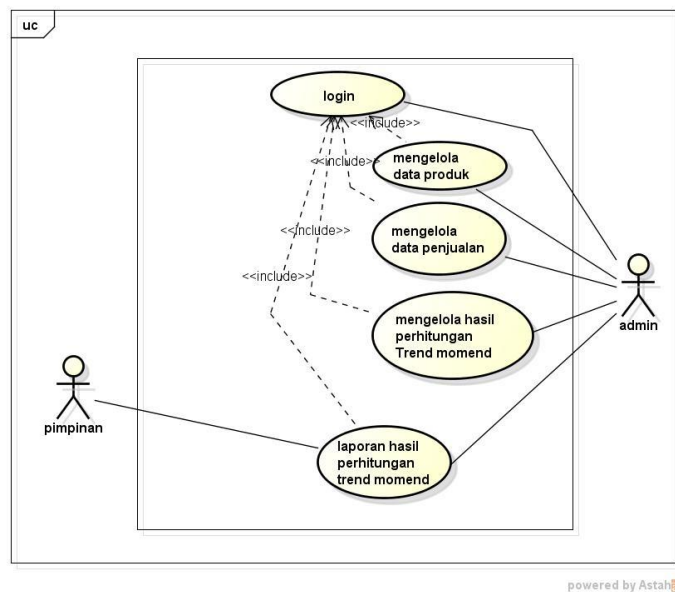 uc
login
<<include>>
mengelola
data produk
<<include>>
mengelola
data penjualan
<<include>>
<<include>>
mengelola hasil
perhitungan
Trend momend
admin
pimpinan
laporan hasil
perhitungan
trend momend
powered by Astah